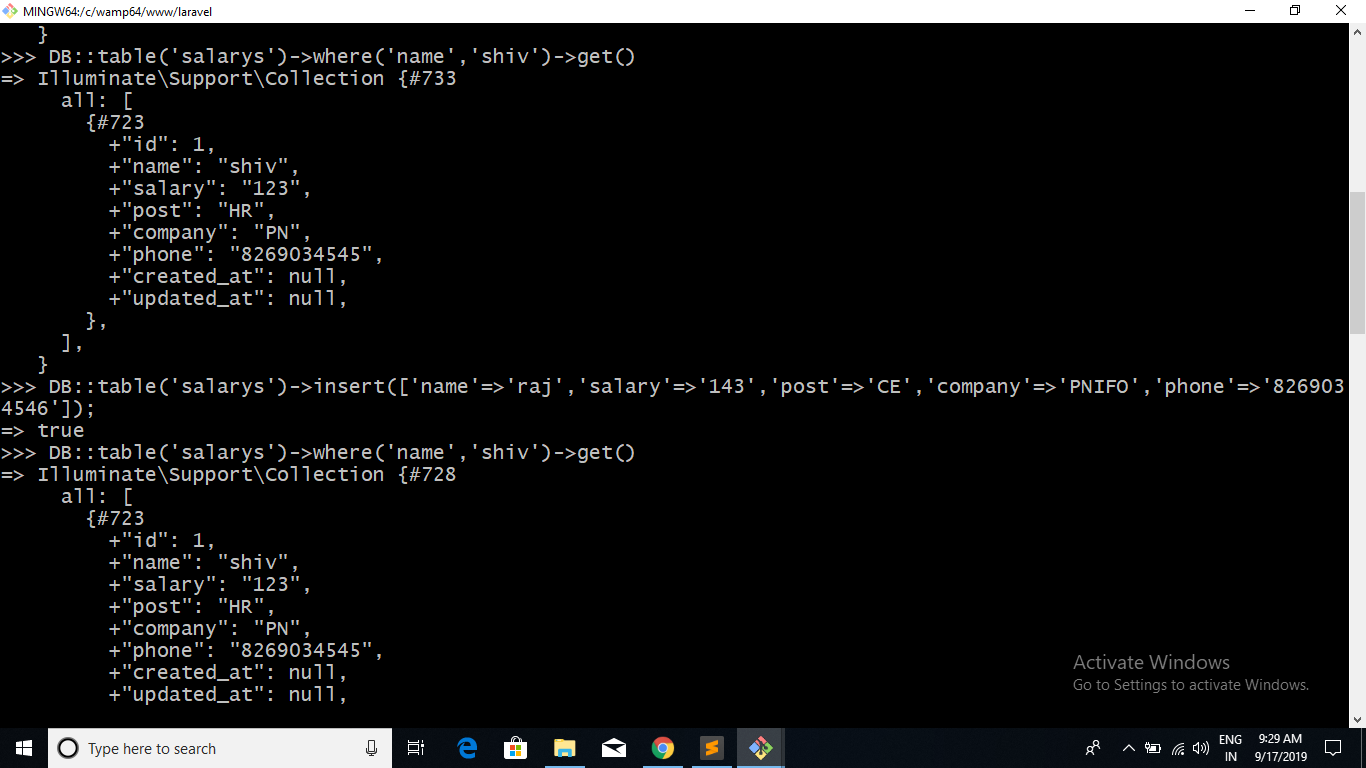 MINGW64:/c/wamp64/www/laravel
}
>>> DB::table('salarys')->where('name','shiv')->get()
=> Illuminate\Support\Collection {#733
all: [
{#723
+"id": 1,
+"name": "shiv",
+"salary": "123",
+"post": "HR",
+"company": "PN",
+"phone": "8269034545",
+"created_at": null,
+"updated_at": null,
},
],
}
>>> DB::table('salarys')->insert(['name'=>'raj','salary'=>'143','post'=>'CE','company'=>'PNIFO','phone'=>'826903
4546']);
=> true
>>> DB::table('salarys')->where('name','shiv')->get()
=> Illuminate\Support\Collection {#728
all: [
{#723
+"id": 1,
+"name": "shiv",
+"salary": "123",
+"post": "HR",
+"company": "PN",
+"phone": "8269034545",
+"created_at": null,
+"updated_at": null,
Activate Windows
Go to Settings to activate Windows.
Type here to search
ENG
IN
9:29 AM
9/17/2019